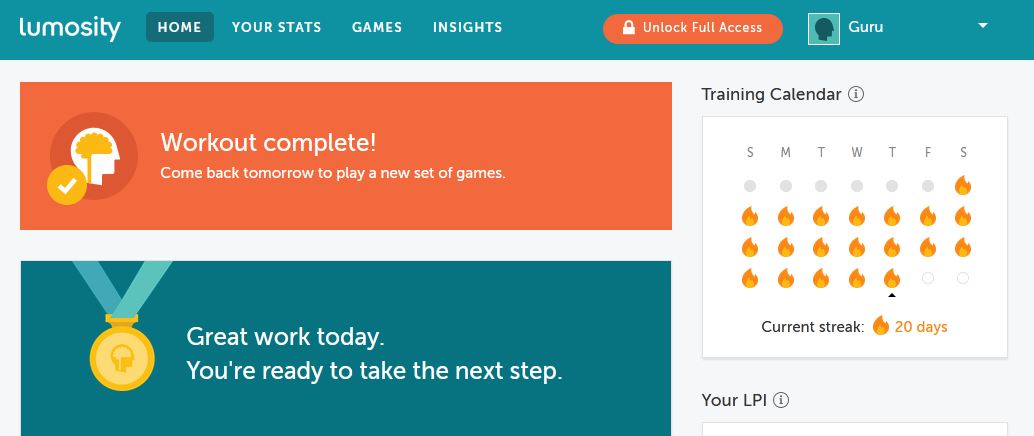 lumosity
HOME
YOUR STATS
GAMES
INSIGHTS
Unlock Full Access
Guru
Workout complete!
Come back tomorrow to play a new set of games.
Great work today.
You're ready to take the next step.
Training Calendar
S M T W T F S
Current streak: 20 days
Your LPI